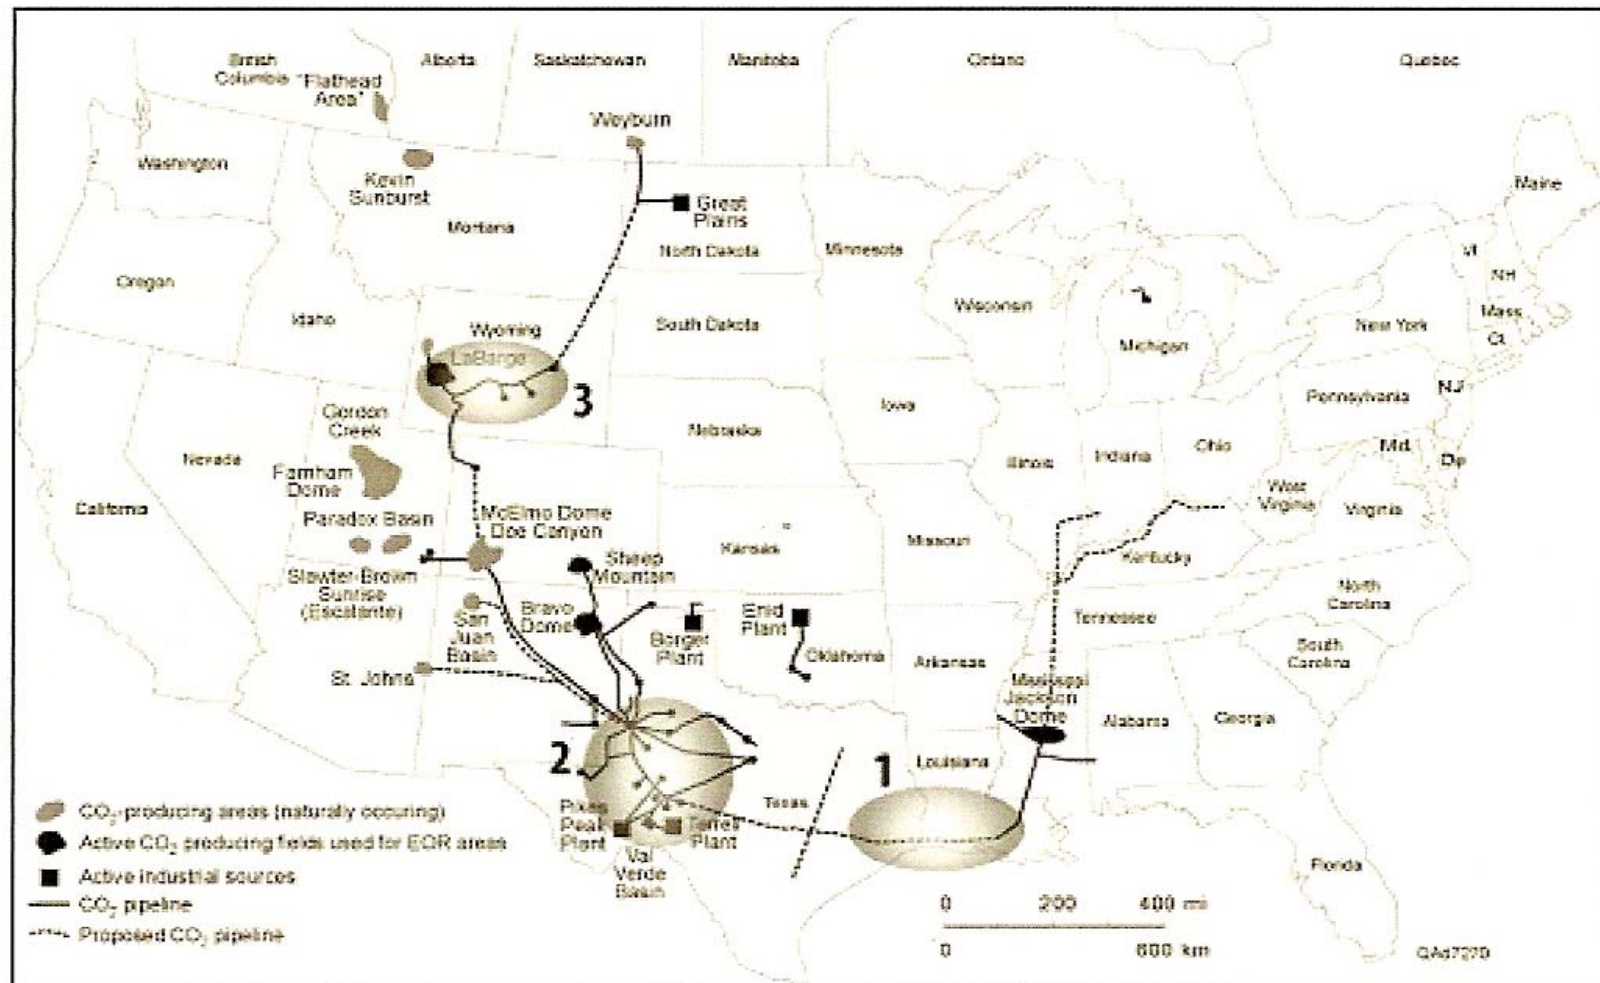 British
Columbia
"Flathead
Area"
Alberta
Saskatchewan
Manitoba
Ontario
Quebec
Weyburn
Washington
Kevin
Sunburst
Montana
Great
Plains
North Dakota
Minnesota
Maine
Vt
NH
Mass
Ct
Oregon
Idaho
Wyoming
LaBarge
3
South Dakota
Wisconsin
Michigan
New York
Gordon
Creek
Iowa
Pennsylvania
NJ
Nebraska
Nevada
Farnham
Dome
Illinois
Indiana
Ohio
Md
De
California
Paradox Basin
McElmo Dome
Doe Canyon
West
Virginia
Virginia
Kansas
Missouri
Kentucky
Slawter-Brown
Sunrise
(Escalante)
Sheep
Mountain
San
Juan
Basin
Bravo
Dome
Borger
Plant
Enid
Plant
Oklahoma
Tennessee
North
Carolina
South
Carolina
Arkansas
St. Johns
Mississippi
Jackson
Dome
Alabama
Georgia
2
1
Louisiana
Texas
Pikes
Peak
Plant
Terrell
Plant
Val
Verde
Basin
Florida
CO₂-producing areas (naturally occuring)
Active CO₂ producing fields used for EOR areas
Active industrial sources
CO₂ pipeline
Proposed CO₂ pipeline
0 200 400 mi
0 600 km
QAd7270